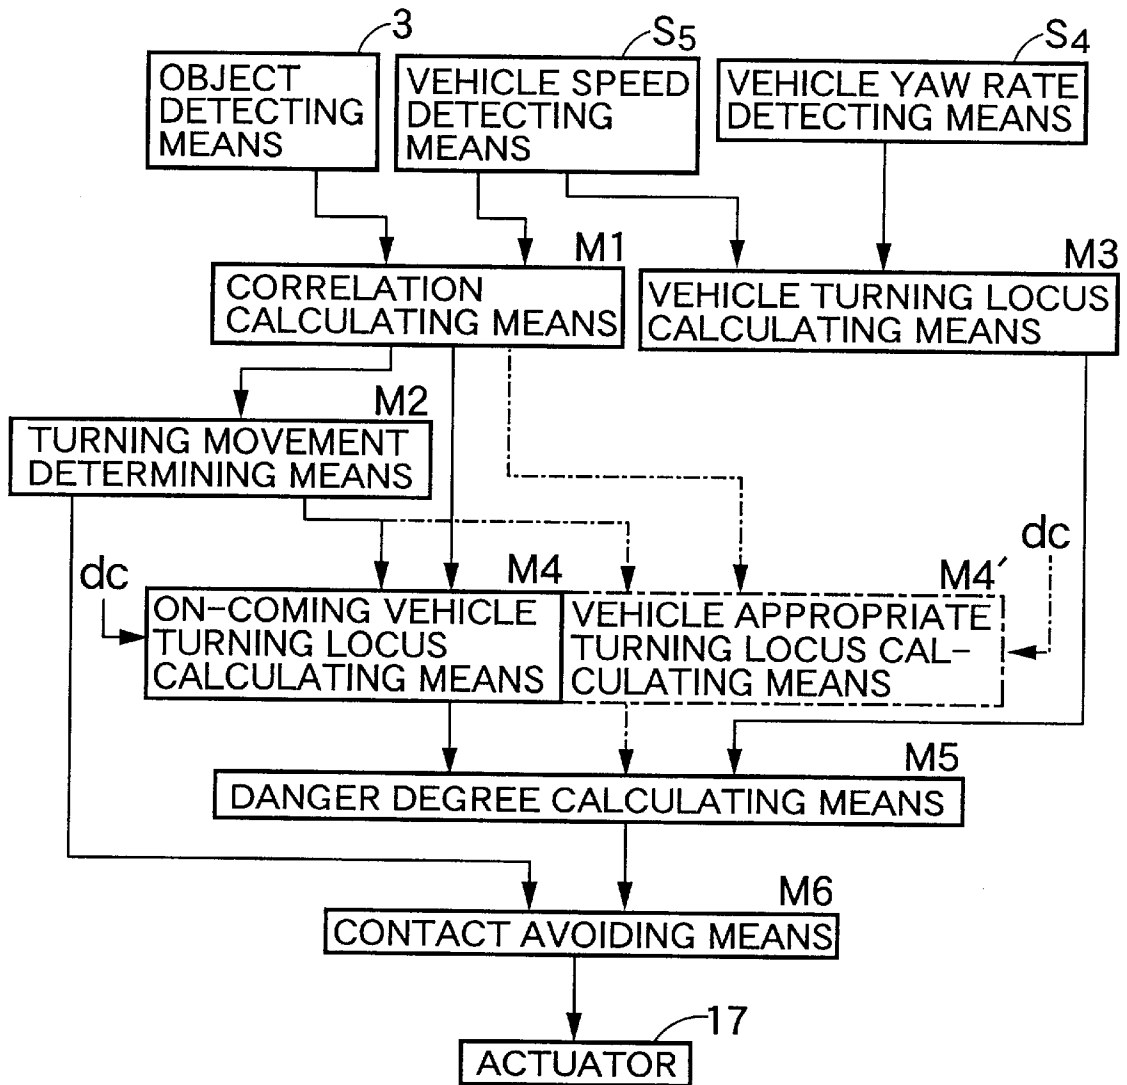 3
S5
S4
OBJECT
DETECTING
MEANS
VEHICLE SPEED
DETECTING
MEANS
VEHICLE YAW RATE
DETECTING MEANS
M1
CORRELATION
CALCULATING MEANS
M3
VEHICLE TURNING LOCUS
CALCULATING MEANS
M2
TURNING MOVEMENT
DETERMINING MEANS
dc
M4
ON-COMING VEHICLE
TURNING LOCUS
CALCULATING MEANS
M4′
dc
VEHICLE APPROPRIATE
TURNING LOCUS CAL-
CULATING MEANS
M5
DANGER DEGREE CALCULATING MEANS
M6
CONTACT AVOIDING MEANS
17
ACTUATOR